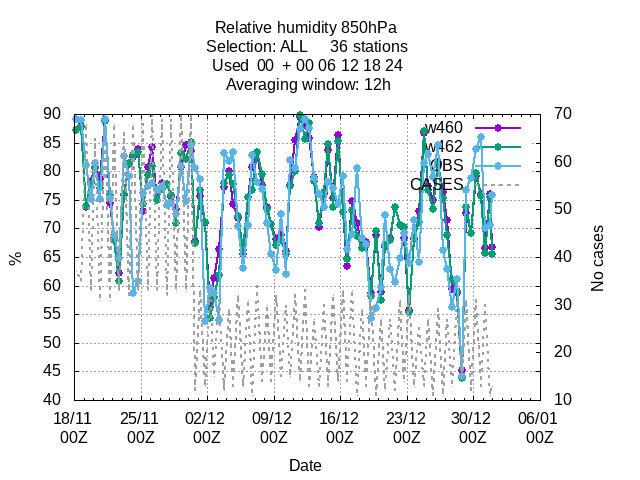 Relative humidity 850hPa
Selection: ALL     36 stations
Used  00  + 00 06 12 18 24
Averaging window: 12h
90
85
80
75
70
65
60
55
50
45
40
70
60
50
40
30
20
10
w460
w462
OBS
CASES
%
No cases
18/11 25/11 02/12 09/12 16/12 23/12 30/12 06/01
00Z 00Z 00Z 00Z 00Z 00Z 00Z 00Z
Date